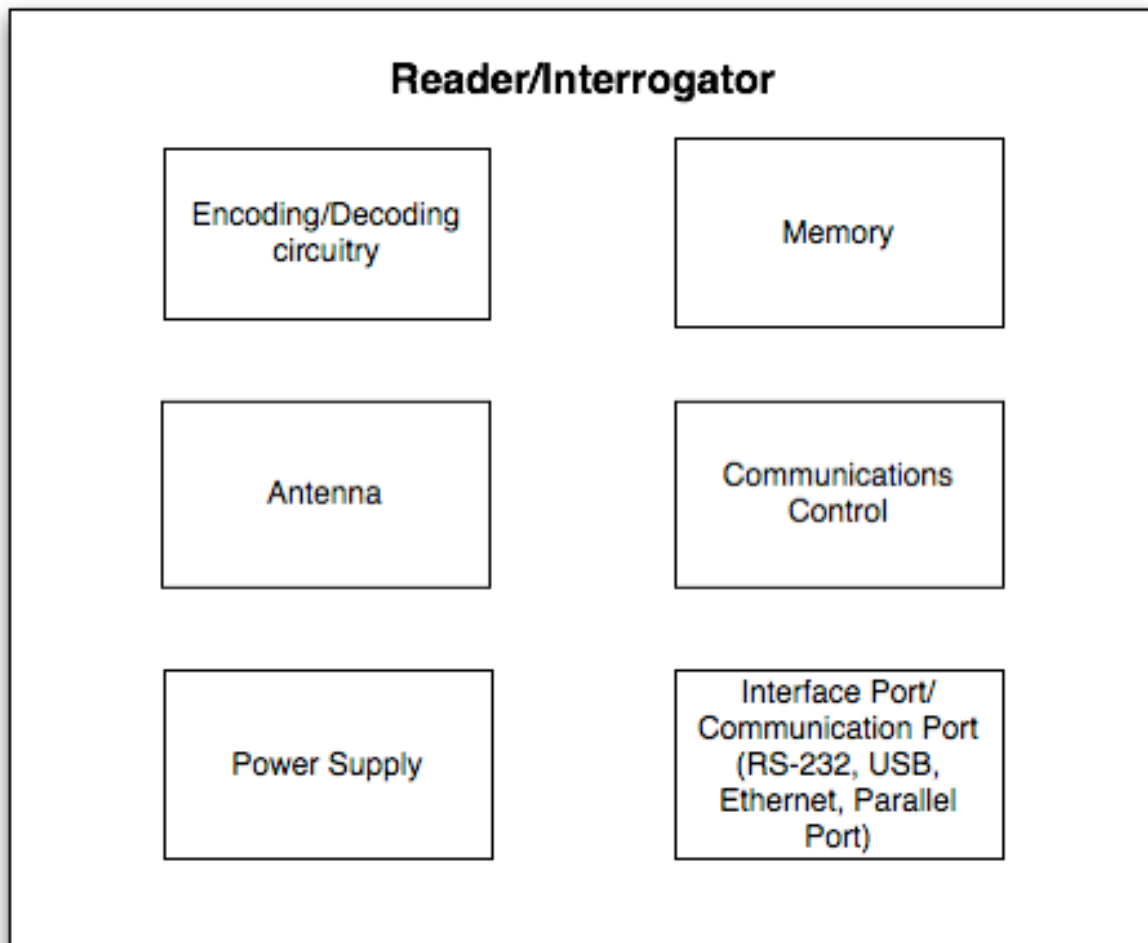 Reader/Interrogator
Encoding/Decoding
circuitry
Memory
Antenna
Communications
Control
Power Supply
Interface Port/
Communication Port
(RS-232, USB,
Ethernet, Parallel
Port)